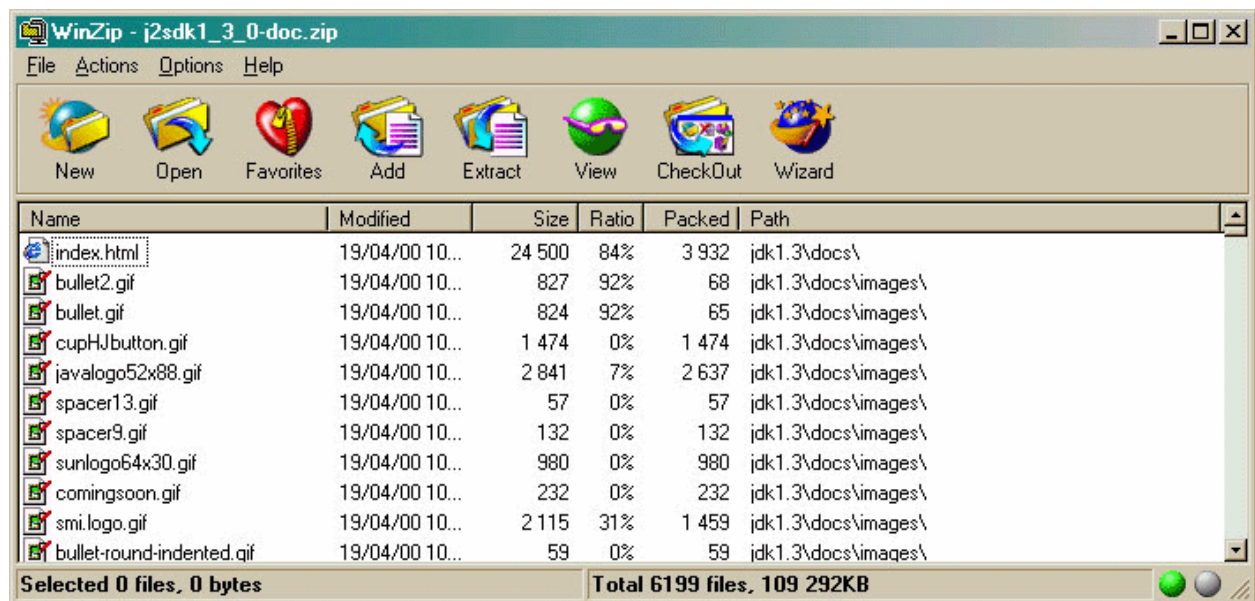 WinZip - j2sdk1_3_0-doc.zip
File Actions Options Help
New Open Favorites Add Extract View CheckOut Wizard
Name Modified Size Ratio Packed Path
index.html 19/04/00 10... 24 500 84% 3 932 jdk1.3\docs\
bullet2.gif 19/04/00 10... 827 92% 68 jdk1.3\docs\images\
bullet.gif 19/04/00 10... 824 92% 65 jdk1.3\docs\images\
cupHJbutton.gif 19/04/00 10... 1 474 0% 1 474 jdk1.3\docs\images\
javalogo52x88.gif 19/04/00 10... 2 841 7% 2 637 jdk1.3\docs\images\
spacer13.gif 19/04/00 10... 57 0% 57 jdk1.3\docs\images\
spacer9.gif 19/04/00 10... 132 0% 132 jdk1.3\docs\images\
sunlogo64x30.gif 19/04/00 10... 980 0% 980 jdk1.3\docs\images\
comingsoon.gif 19/04/00 10... 232 0% 232 jdk1.3\docs\images\
smi.logo.gif 19/04/00 10... 2 115 31% 1 459 jdk1.3\docs\images\
bullet-round-indented.gif 19/04/00 10... 59 0% 59 jdk1.3\docs\images\
Selected 0 files, 0 bytes Total 6199 files, 109 292KB